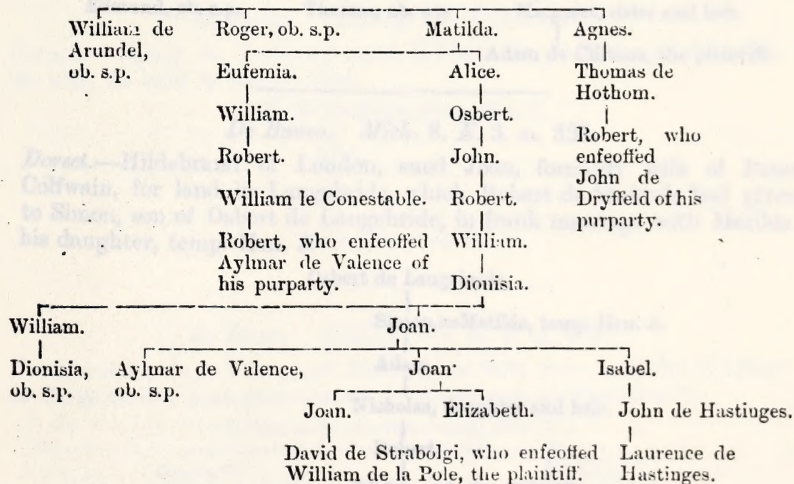 William de Arundel, ob. s.p.
Roger, ob. s.p.
Matilda.
Agnes.
Eufemia.
Alice.
Thomas de Hothom.
William.
Osbert.
Robert.
John.
Robert, who enfeoffed John de Dryffeld of his purparty.
William le Conestable.
Robert.
Robert, who enfeoffed Aylmar de Valence of his purparty.
William.
Dionisia.
William.
Joan.
Dionisia, ob. s.p.
Aylmar de Valence, ob. s.p.
Joan
Isabel.
Joan.
Elizabeth.
John de Hastinges.
David de Strabolgi, who enfeoffed William de la Pole, the plaintiff.
Laurence de Hastinges.